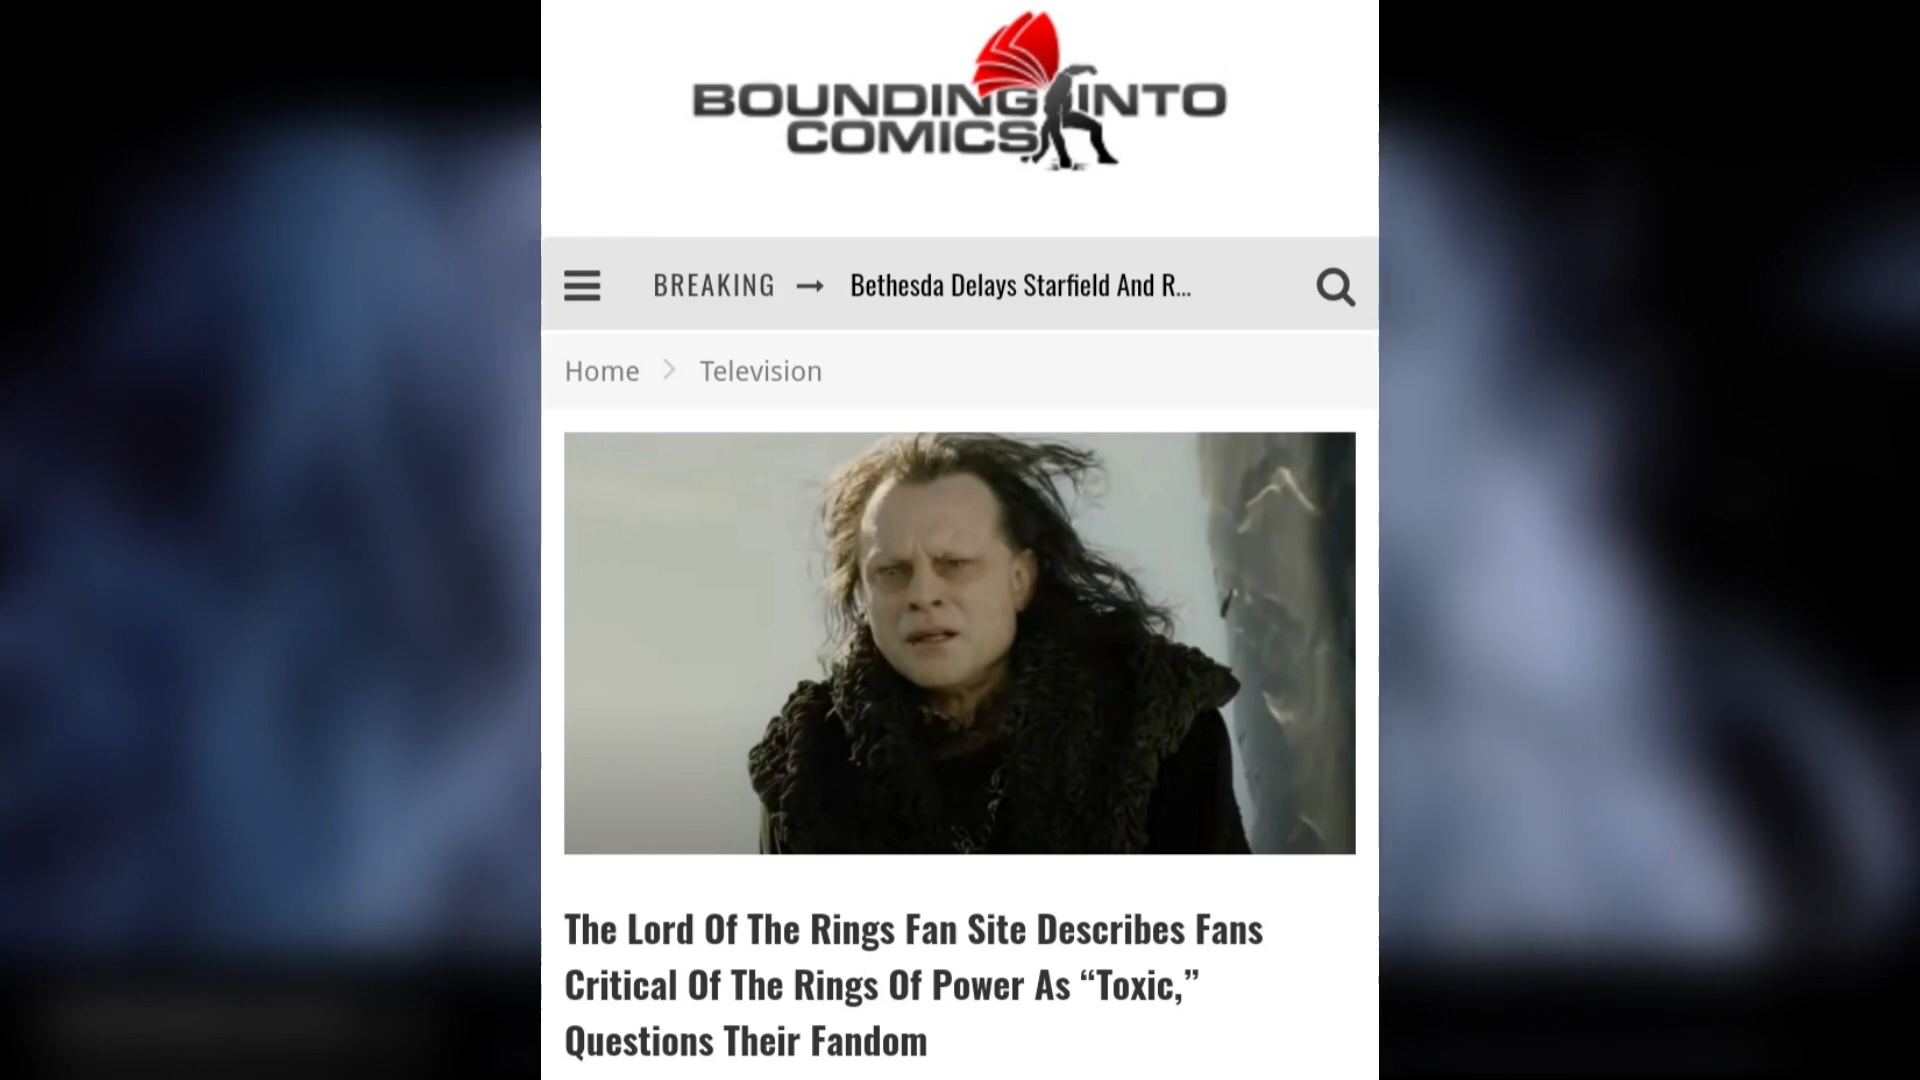 BOUNDING INTO
COMICS
BREAKING → Bethesda Delays Starfield And R...
Home > Television
The Lord Of The Rings Fan Site Describes Fans
Critical Of The Rings Of Power As “Toxic,”
Questions Their Fandom